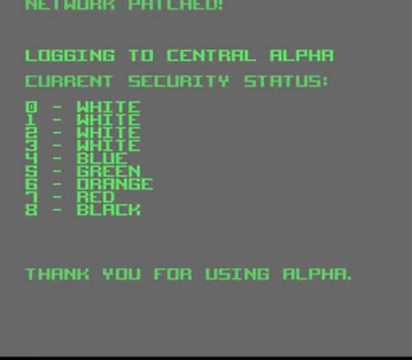 NETWORK PATCHED!
LOGGING TO CENTRAL ALPHA
CURRENT SECURITY STATUS:
0 - WHITE
1 - WHITE
2 - WHITE
3 - WHITE
4 - BLUE
5 - GREEN
6 - ORANGE
7 - RED
8 - BLACK
THANK YOU FOR USING ALPHA.